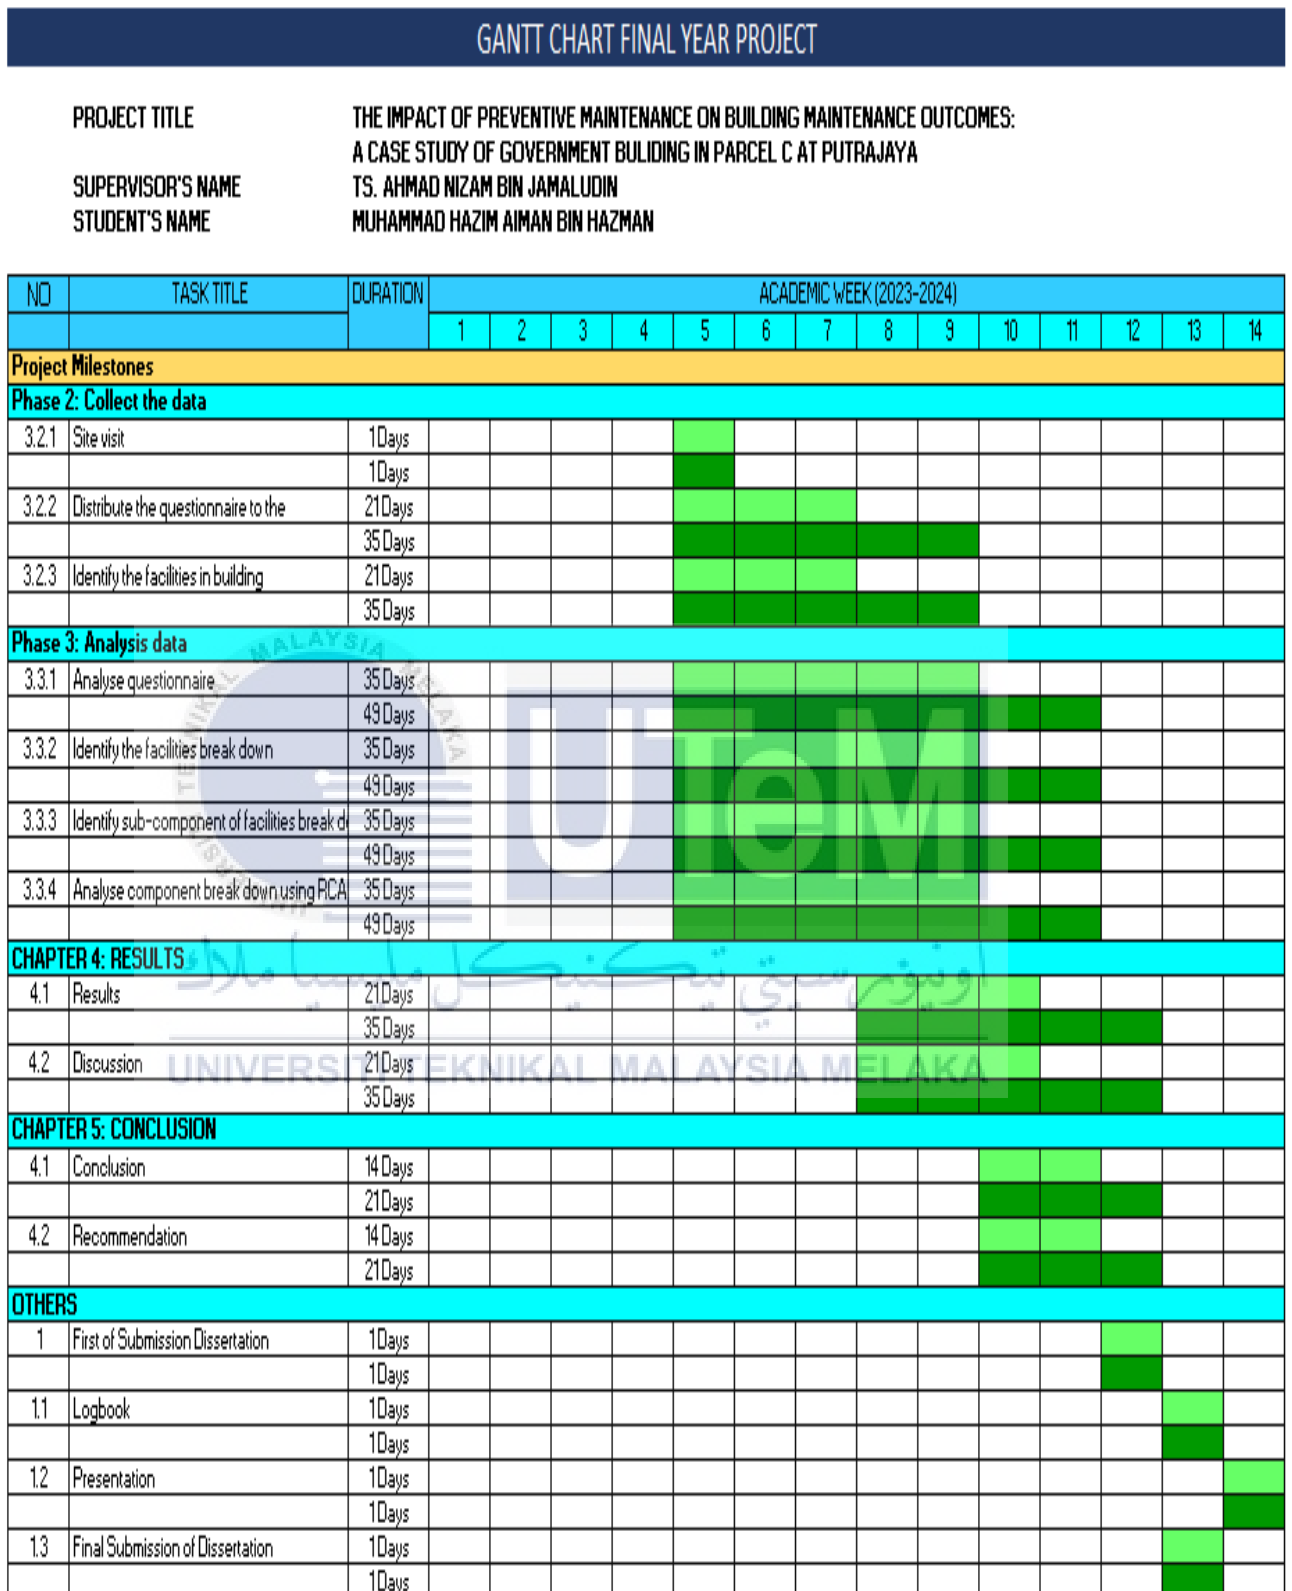 GANTT CHART FINAL YEAR PROJECT
PROJECT TITLE THE IMPACT OF PREVENTIVE MAINTENANCE ON BUILDING MAINTENANCE OUTCOMES:
A CASE STUDY OF GOVERNMENT BULIDING IN PARCEL C AT PUTRAJAYA
SUPERVISOR'S NAME TS. AHMAD NIZAM BIN JAMALUDIN
STUDENT'S NAME MUHAMMAD HAZIM AIMAN BIN HAZMAN
NO TASK TITLE DURATION ACADEMIC WEEK (2023-2024)
1 2 3 4 5 6 7 8 9 10 11 12 13 14
Project Milestones
Phase 2: Collect the data
3.2.1 Site visit 1 Days
1 Days
3.2.2 Distribute the questionnaire to the 21 Days
35 Days
3.2.3 Identify the facilities in building 21 Days
35 Days
Phase 3: Analysis data
3.3.1 Analyse questionnaire 35 Days
49 Days
3.3.2 Identify the facilities break down 35 Days
49 Days
3.3.3 Identify sub-component of facilities break d 35 Days
49 Days
3.3.4 Analyse component break down using RCA 35 Days
49 Days
CHAPTER 4: RESULTS
4.1 Results 21 Days
35 Days
4.2 Discussion 21 Days
35 Days
CHAPTER 5: CONCLUSION
4.1 Conclusion 14 Days
21 Days
4.2 Recommendation 14 Days
21 Days
OTHERS
1 First of Submission Dissertation 1 Days
1 Days
1.1 Logbook 1 Days
1 Days
1.2 Presentation 1 Days
1 Days
1.3 Final Submission of Dissertation 1 Days
1 Days
UTeM
اونيۏرسيتي تيكنيكل مليسيا ملاك
UNIVERSITI TEKNIKAL MALAYSIA MELAKA